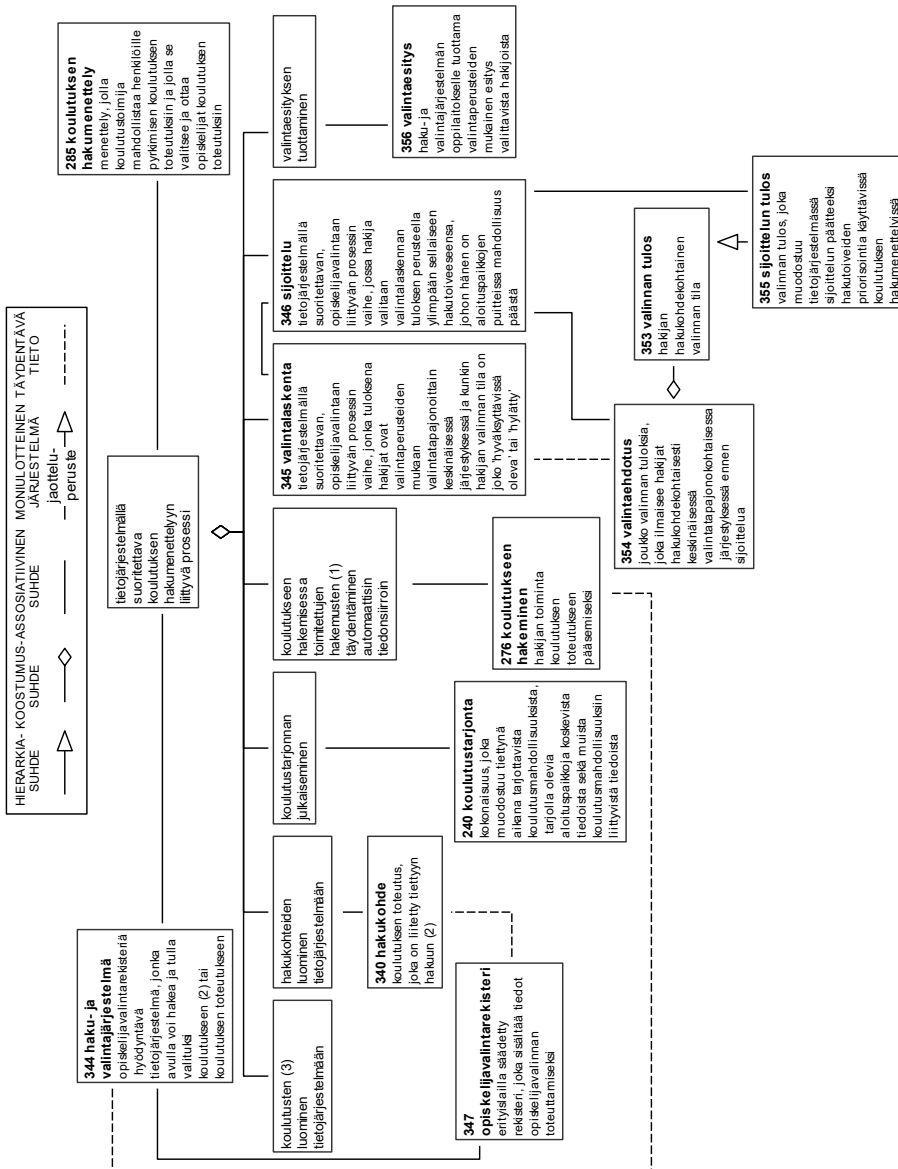 HIERARKIA- KOOSTUMUS- ASSOSIATIIVINEN MONIULOTTEINEN TÄYDENTÄVÄ
SUHDE SUHDE SUHDE JÄRJESTELMÄ TIETO
jaottelu-
peruste
344 haku- ja
valintajärjestelmä
opiskelijavalintarekisteriä
hyödyntävä
tietojärjestelmä, jonka
avulla voi hakea ja tulla
valituksi
koulutukseen (2) tai
koulutuksen toteutukseen
tietojärjestelmällä
suoritettava
koulutuksen
hakumenettelyyn
liittyvä prosessi
285 koulutuksen
hakumenettely
menettely, jolla
koulutustoimija
mahdollistaa henkilöille
pyrkimisen koulutuksen
toteutuksiin ja jolla se
valitsee ja ottaa
opiskelijat koulutuksen
toteutuksiin
koulutusten (3)
luominen
tietojärjestelmään
hakukohteiden
luominen
tietojärjestelmään
koulutustarjonnan
julkaiseminen
koulutukseen
hakemisessa
toimitettujen
hakemusten (1)
täydentäminen
automaattisin
tiedonsiirroin
345 valintalaskenta
tietojärjestelmällä
suoritettavan,
opiskelijavalintaan
liittyvän prosessin
vaihe, jonka tuloksena
hakijat ovat
valintaperusteiden
mukaan
valintatapajonoittain
keskinäisessä
järjestyksessä ja kunkin
hakijan valinnan tila on
joko 'hyväksyttävissä
oleva' tai 'hylätty'
346 sijoittelu
tietojärjestelmällä
suoritettavan,
opiskelijavalintaan
liittyvän prosessin
vaihe, jossa hakija
valitaan
valintalaskennan
tuloksen perusteella
ylimpään sellaiseen
hakutoiveeseensa,
johon hänen on
aloituspaikkojen
puitteissa mahdollisuus
päästä
valintaesityksen
tuottaminen
340 hakukohde
koulutuksen toteutus,
joka on liitetty tiettyyn
hakuun (2)
240 koulutustarjonta
kokonaisuus, joka
muodostuu tiettynä
aikana tarjottavista
koulutusmahdollisuuksista,
tarjolla olevia
aloituspaikkoja koskevista
tiedoista sekä muista
koulutusmahdollisuuksiin
liittyvistä tiedoista
276 koulutukseen
hakeminen
hakijan toiminta
koulutuksen
toteutukseen
pääsemiseksi
356 valintaesitys
haku- ja
valintajärjestelmän
oppilaitokselle tuottama
valintaperusteiden
mukainen esitys
valittavista hakijoista
347
opiskelijavalintarekisteri
erityislailla säädetty
rekisteri, joka sisältää tiedot
opiskelijavalinnan
toteuttamiseksi
354 valintaehdotus
joukko valinnan tuloksia,
joka ilmaisee hakijat
hakukohdekohtaisesti
keskinäisessä
valintatapajonokohtaisessa
järjestyksessä ennen
sijoittelua
353 valinnan tulos
hakijan
hakukohdekohtainen
valinnan tila
355 sijoittelun tulos
valinnan tulos, joka
muodostuu
tietojärjestelmässä
sijoittelun päätteeksi
hakutoiveiden
priorisointia käyttävissä
koulutuksen
hakumenettelyissä